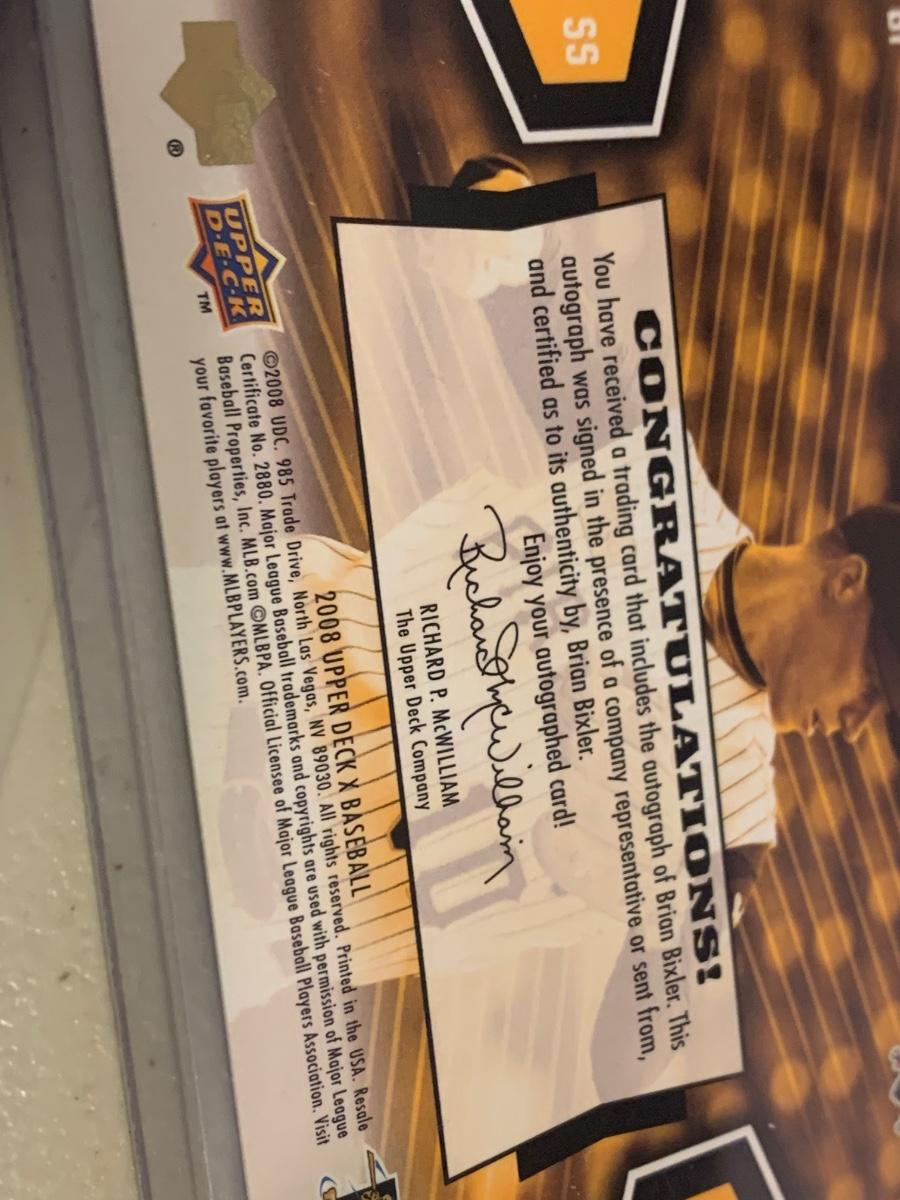 SS
CONGRATULATIONS!
You have received a trading card that includes the autograph of Brian Bixler. This
autograph was signed in the presence of a company representative or sent from,
and certified as to its authenticity by, Brian Bixler.
Enjoy your autographed card!
Richard P. McWilliam
RICHARD P. McWILLIAM
The Upper Deck Company
2008 UPPER DECK X BASEBALL
©2008 UDC. 985 Trade Drive, North Las Vegas, NV 89030. All rights reserved. Printed in the USA. Resale
Certificate No. 2880. Major League Baseball trademarks and copyrights are used with permission of Major League
Baseball Properties, Inc. MLB.com ©MLBPA. Official Licensee of Major League Baseball Players Association. Visit
your favorite players at www.MLBPLAYERS.com.
®
UPPER
D·E·C·K
TM